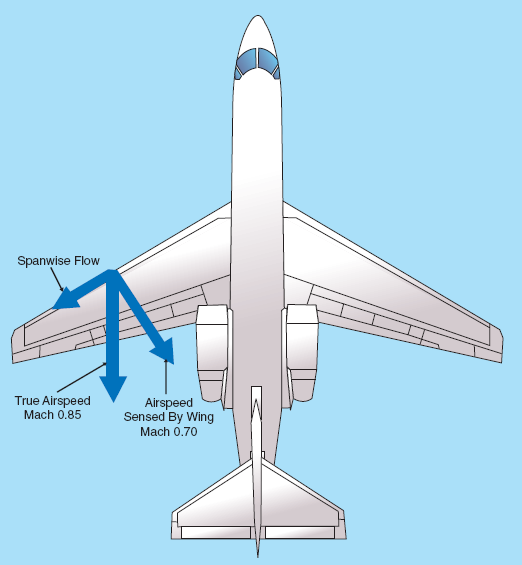 Spanwise Flow
True Airspeed
Mach 0.85
Airspeed
Sensed By Wing
Mach 0.70